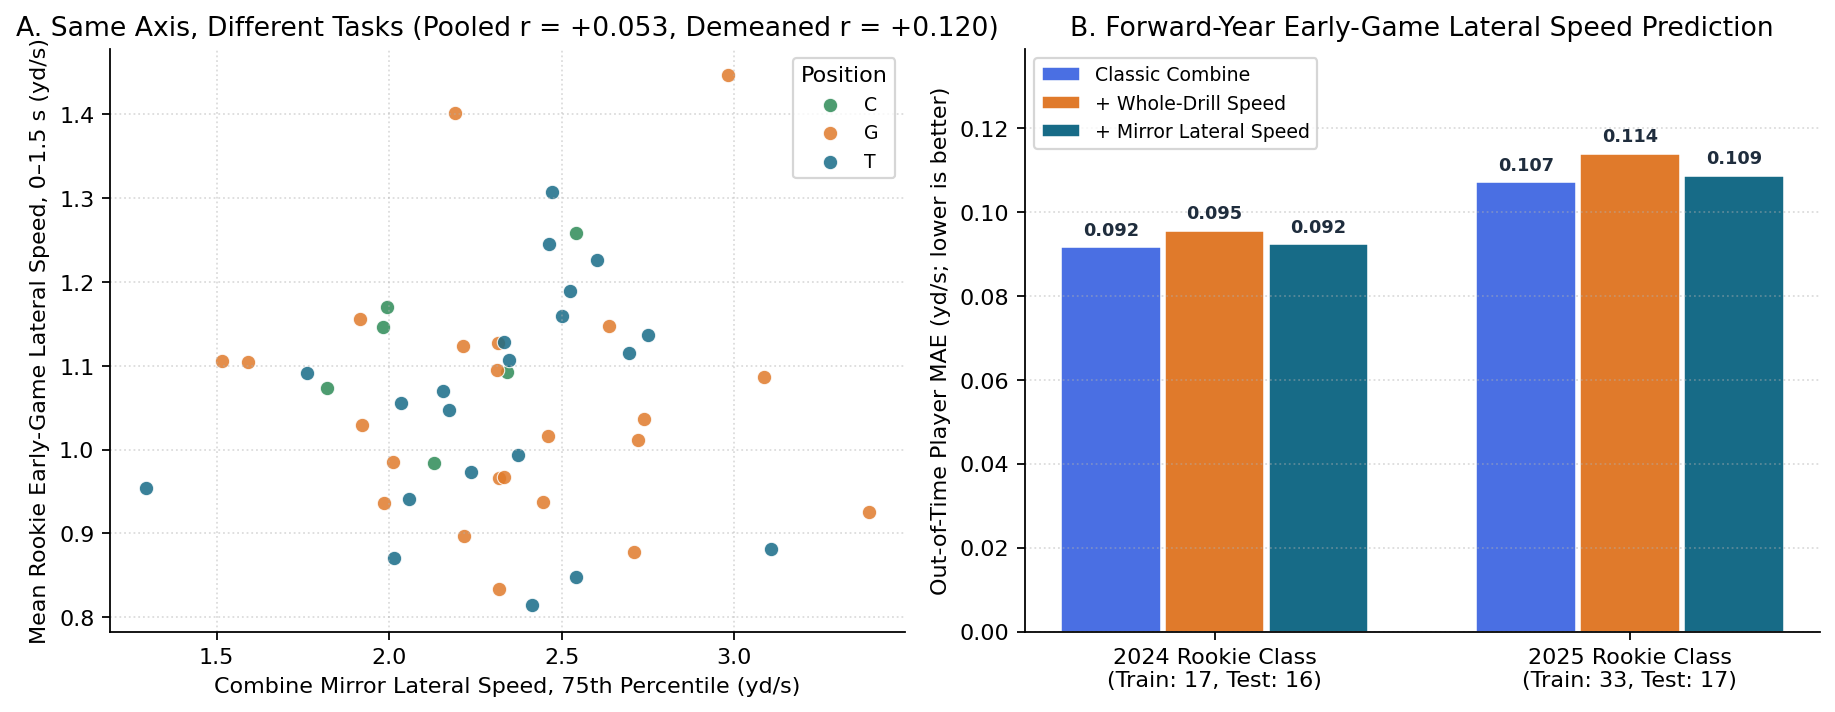 A. Same Axis, Different Tasks (Pooled r = +0.053, Demeaned r = +0.120)
Mean Rookie Early-Game Lateral Speed, 0–1.5 s (yd/s)
1.4
1.3
1.2
1.1
1.0
0.9
0.8
Position
C
G
T
1.5
2.0
2.5
3.0
Combine Mirror Lateral Speed, 75th Percentile (yd/s)
B. Forward-Year Early-Game Lateral Speed Prediction
Out-of-Time Player MAE (yd/s; lower is better)
0.12
0.10
0.08
0.06
0.04
0.02
0.00
Classic Combine
+ Whole-Drill Speed
+ Mirror Lateral Speed
0.092
0.095
0.092
0.107
0.114
0.109
2024 Rookie Class
(Train: 17, Test: 16)
2025 Rookie Class
(Train: 33, Test: 17)